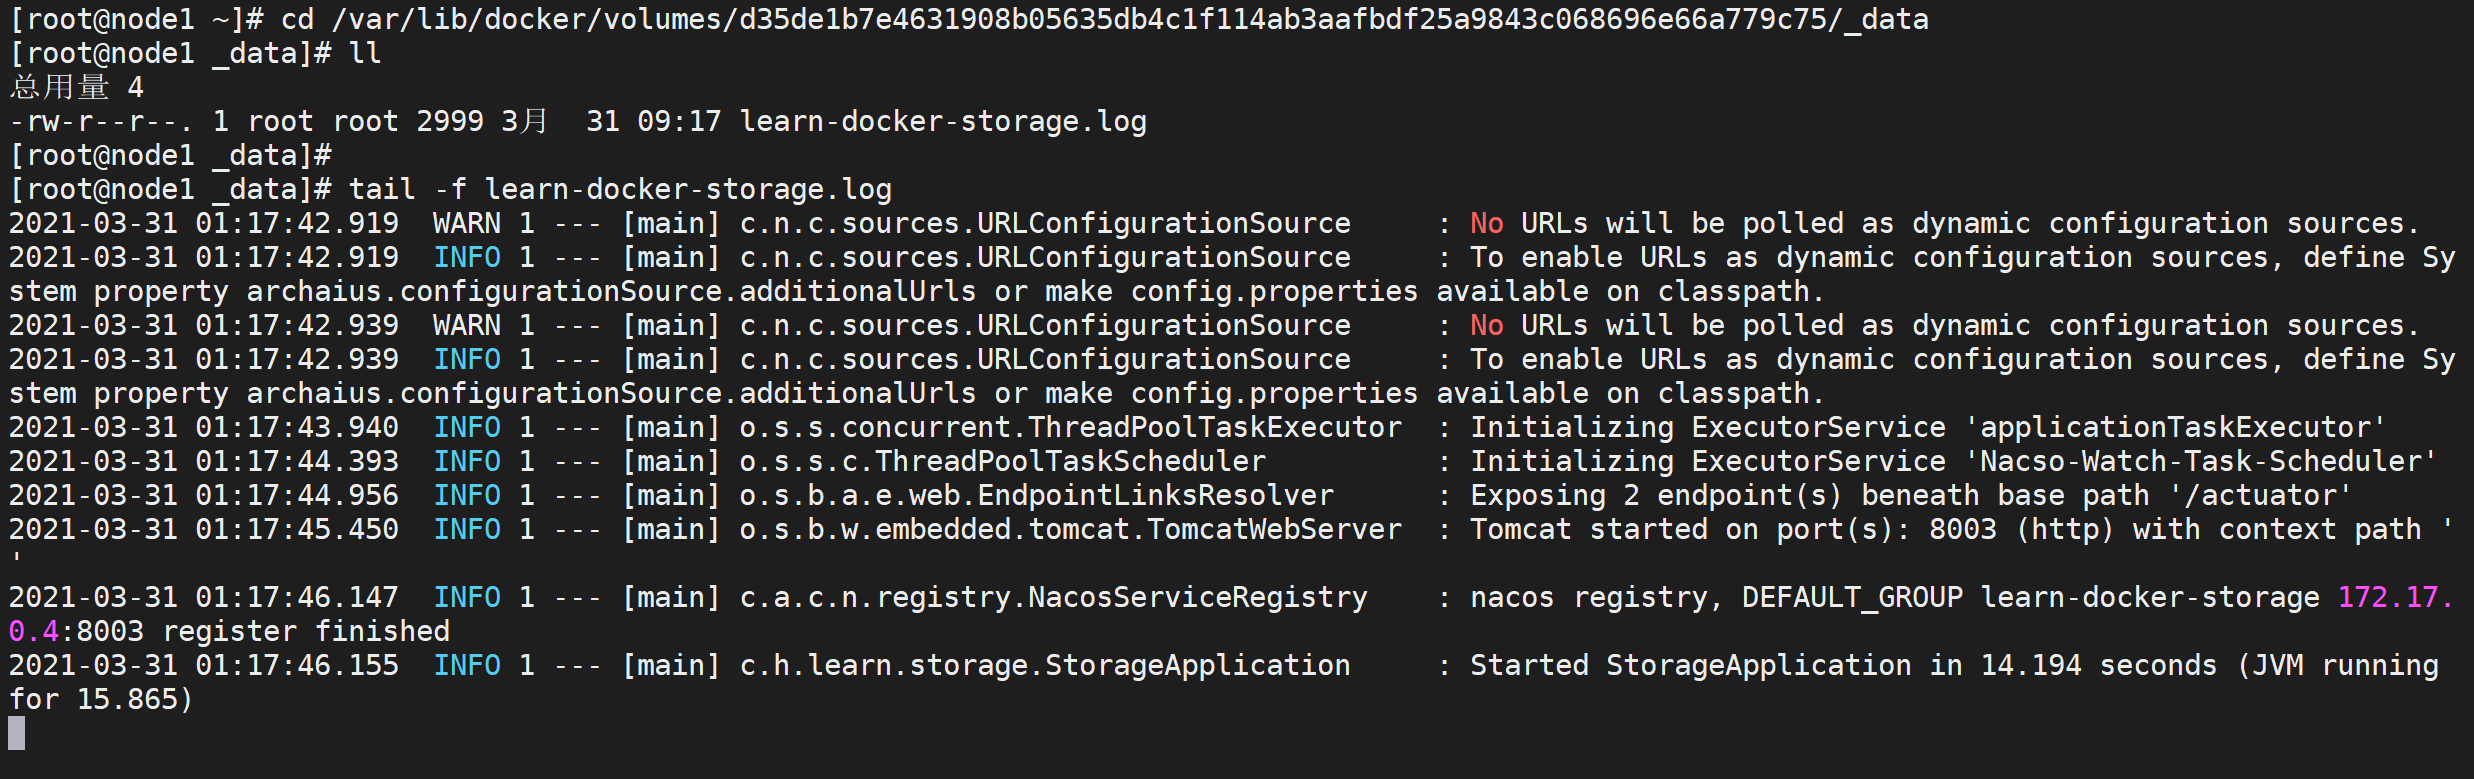 [root@node1 ~]# cd /var/lib/docker/volumes/d35de1b7e4631908b05635db4c1f114ab3aafbdf25a9843c068696e66a779c75/_data
[root@node1 _data]# ll
总用量 4
-rw-r--r--. 1 root root 2999 3月  31 09:17 learn-docker-storage.log
[root@node1 _data]#
[root@node1 _data]# tail -f learn-docker-storage.log
2021-03-31 01:17:42.919  WARN 1 --- [main] c.n.c.sources.URLConfigurationSource     : No URLs will be polled as dynamic configuration sources.
2021-03-31 01:17:42.919  INFO 1 --- [main] c.n.c.sources.URLConfigurationSource     : To enable URLs as dynamic configuration sources, define Sy
stem property archaius.configurationSource.additionalUrls or make config.properties available on classpath.
2021-03-31 01:17:42.939  WARN 1 --- [main] c.n.c.sources.URLConfigurationSource     : No URLs will be polled as dynamic configuration sources.
2021-03-31 01:17:42.939  INFO 1 --- [main] c.n.c.sources.URLConfigurationSource     : To enable URLs as dynamic configuration sources, define Sy
stem property archaius.configurationSource.additionalUrls or make config.properties available on classpath.
2021-03-31 01:17:43.940  INFO 1 --- [main] o.s.s.concurrent.ThreadPoolTaskExecutor  : Initializing ExecutorService 'applicationTaskExecutor'
2021-03-31 01:17:44.393  INFO 1 --- [main] o.s.s.c.ThreadPoolTaskScheduler          : Initializing ExecutorService 'Nacso-Watch-Task-Scheduler'
2021-03-31 01:17:44.956  INFO 1 --- [main] o.s.b.a.e.web.EndpointLinksResolver      : Exposing 2 endpoint(s) beneath base path '/actuator'
2021-03-31 01:17:45.450  INFO 1 --- [main] o.s.b.w.embedded.tomcat.TomcatWebServer  : Tomcat started on port(s): 8003 (http) with context path '
'
2021-03-31 01:17:46.147  INFO 1 --- [main] c.a.c.n.registry.NacosServiceRegistry    : nacos registry, DEFAULT_GROUP learn-docker-storage 172.17.
0.4:8003 register finished
2021-03-31 01:17:46.155  INFO 1 --- [main] c.h.learn.storage.StorageApplication     : Started StorageApplication in 14.194 seconds (JVM running
for 15.865)